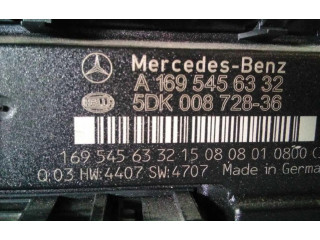 Mercedes-Benz
A 169 545 63 32
HELLA
5DK 008 728-36
169 545 63 32 15 08 08 01 0800
Q:03 HW:4407 SW:4707 Made in German